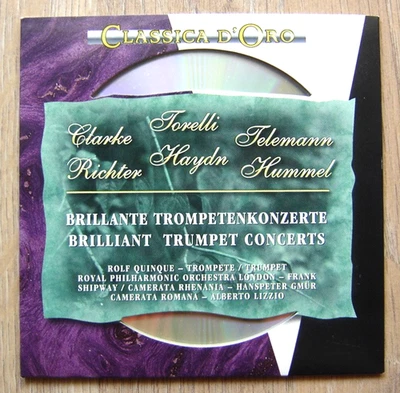 Classica d'Oro
Clarke Torelli Telemann
Richter Haydn Hummel
BRILLANTE TROMPETENKONZERTE
BRILLIANT TRUMPET CONCERTS
ROLF QUINQUE – TROMPETE / TRUMPET
ROYAL PHILHARMONIC ORCHESTRA LONDON – FRANK
SHIPWAY / CAMERATA RHENANIA – HANSPETER GMÜR
CAMERATA ROMANA – ALBERTO LIZZIO